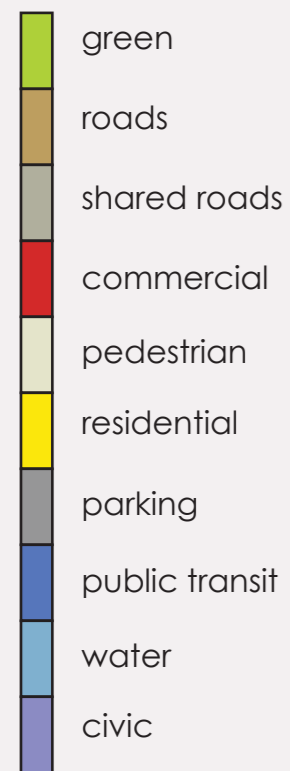 green
roads
shared roads
commercial
pedestrian
residential
parking
public transit
water
civic